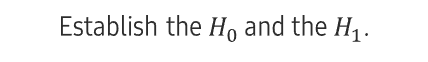 Establish the H₀ and the H₁.